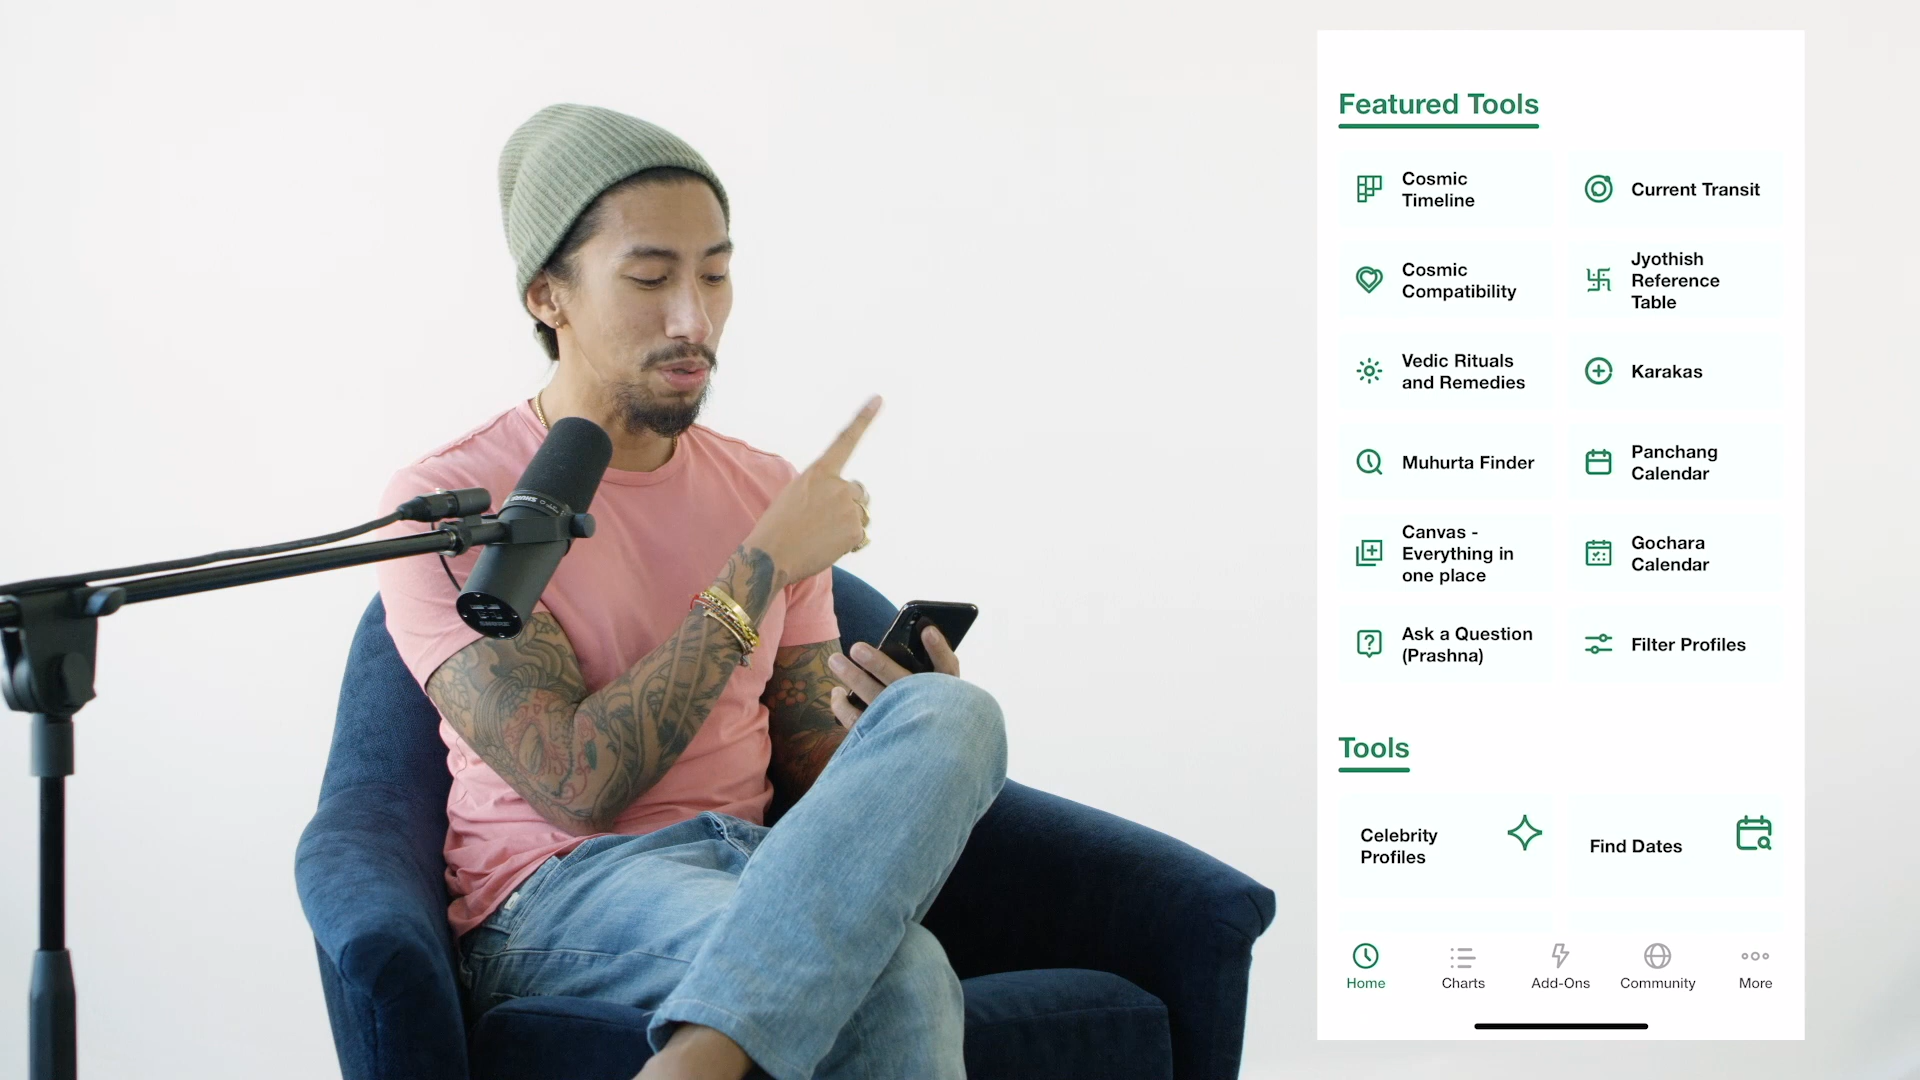 Featured Tools
Cosmic
Timeline
Current Transit
Cosmic
Compatibility
Jyothish
Reference
Table
Vedic Rituals
and Remedies
Karakas
Muhurta Finder
Panchang
Calendar
Canvas -
Everything in
one place
Gochara
Calendar
Ask a Question
(Prashna)
Filter Profiles
Tools
Celebrity
Profiles
Find Dates
Home
Charts
Add-Ons
Community
More
SHURE